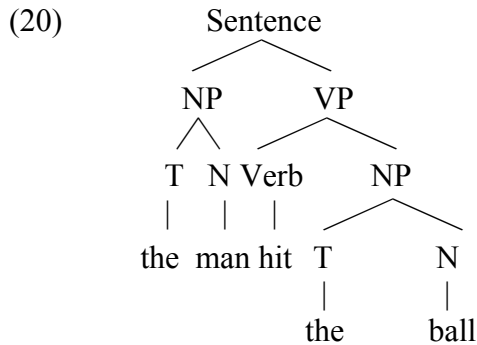 (20) Sentence
NP VP
T N Verb NP
the man hit T N
the ball